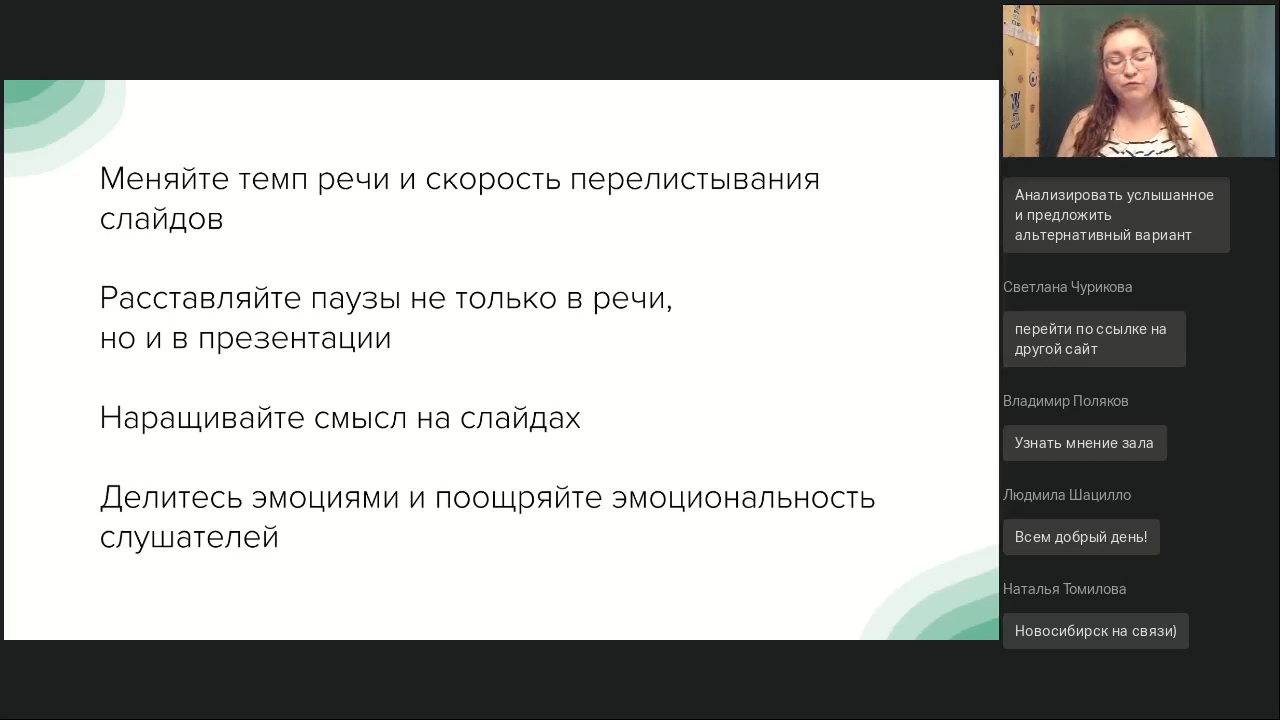 Меняйте темп речи и скорость перелистывания
слайдов
Расставляйте паузы не только в речи,
но и в презентации
Наращивайте смысл на слайдах
Делитесь эмоциями и поощряйте эмоциональность
слушателей
Анализировать услышанное
и предложить
альтернативный вариант
Светлана Чурикова
перейти по ссылке на
другой сайт
Владимир Поляков
Узнать мнение зала
Людмила Шацилло
Всем добрый день!
Наталья Томилова
Новосибирск на связи)